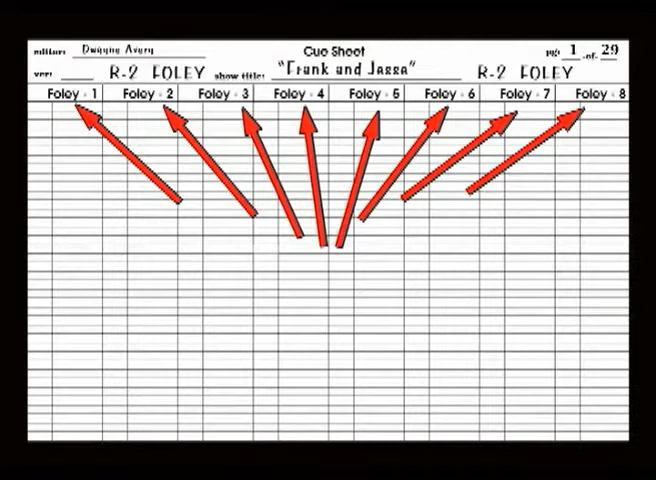 editor: Dwayne Avery Cue Sheet pg: 1 of: 29
ver: R-2 FOLEY show title: "Frank and Jesse" R-2 FOLEY
Foley - 1 Foley - 2 Foley - 3 Foley - 4 Foley - 5 Foley - 6 Foley - 7 Foley - 8